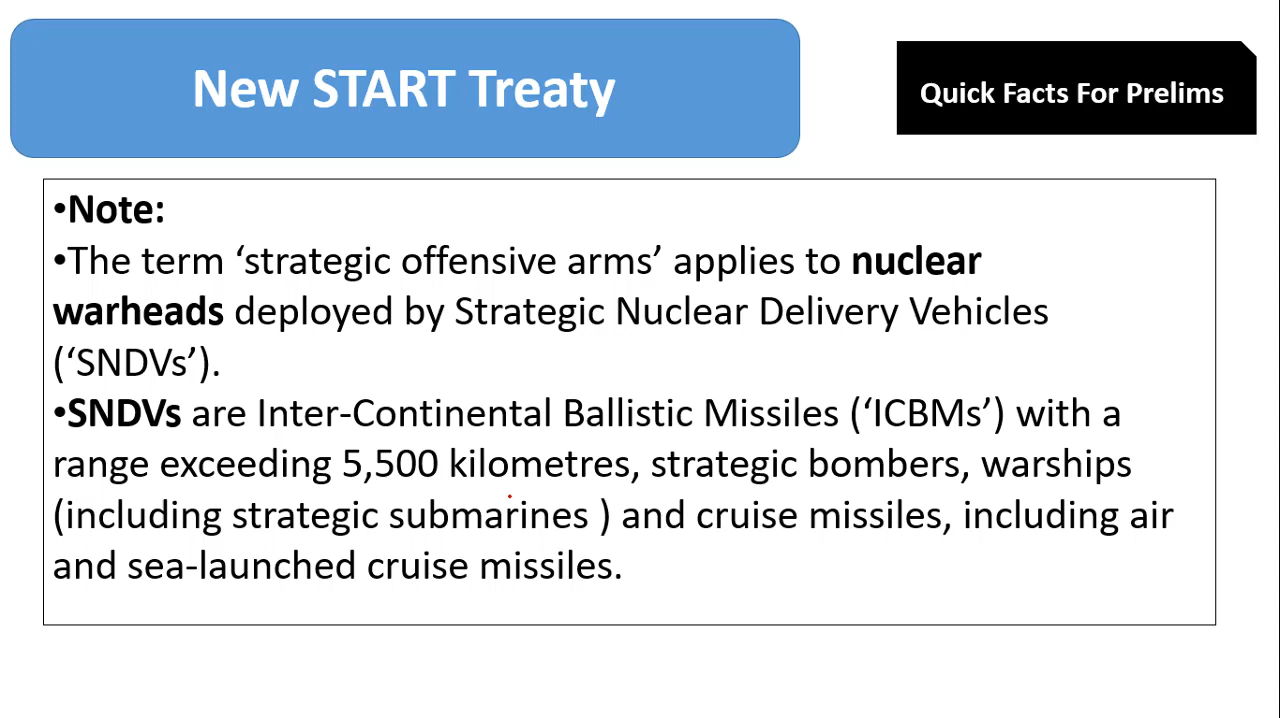 New START Treaty
Quick Facts For Prelims
•Note:
•The term ‘strategic offensive arms’ applies to nuclear
warheads deployed by Strategic Nuclear Delivery Vehicles
(‘SNDVs’).
•SNDVs are Inter-Continental Ballistic Missiles (‘ICBMs’) with a
range exceeding 5,500 kilometres, strategic bombers, warships
(including strategic submarines ) and cruise missiles, including air
and sea-launched cruise missiles.